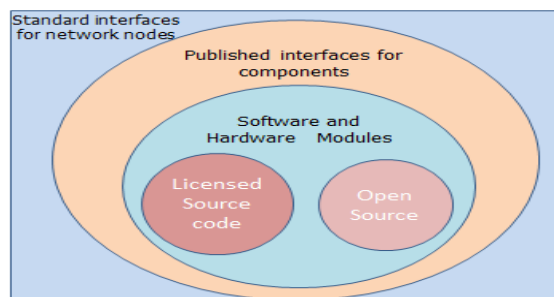 Standard interfaces
for network nodes
Published interfaces for
components
Software and
Hardware Modules
Licensed
Source
code
Open
Source